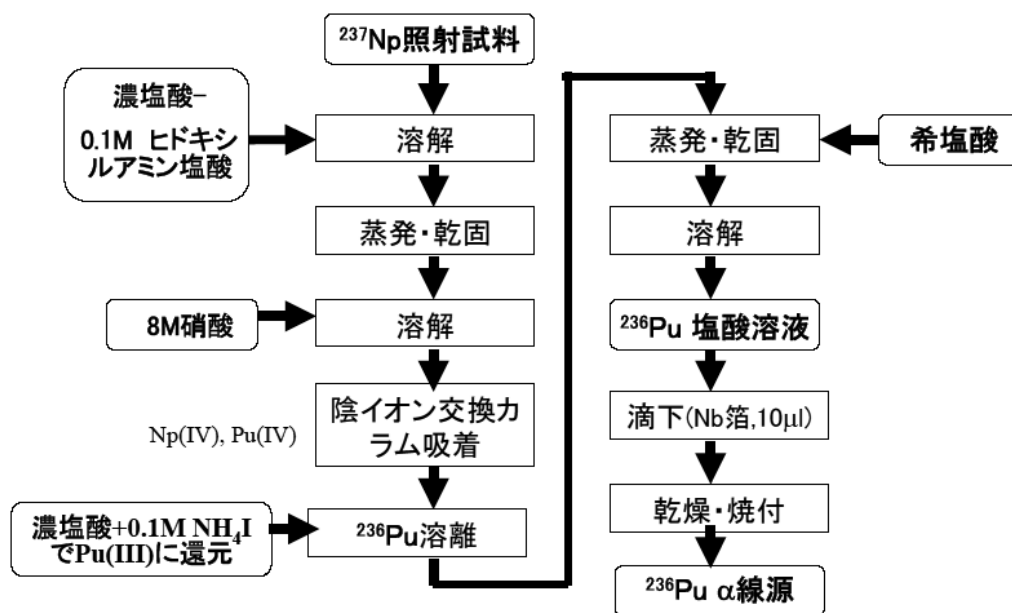 ²³⁷Np照射試料
濃塩酸−
0.1M ヒドキシ
ルアミン塩酸
溶解
蒸発・乾固
8M硝酸
溶解
陰イオン交換カ
ラム吸着
Np(IV), Pu(IV)
濃塩酸+0.1M NH₄I
でPu(III)に還元
²³⁶Pu溶離
蒸発・乾固
希塩酸
溶解
²³⁶Pu 塩酸溶液
滴下(Nb箔,10μl)
乾燥・焼付
²³⁶Pu α線源